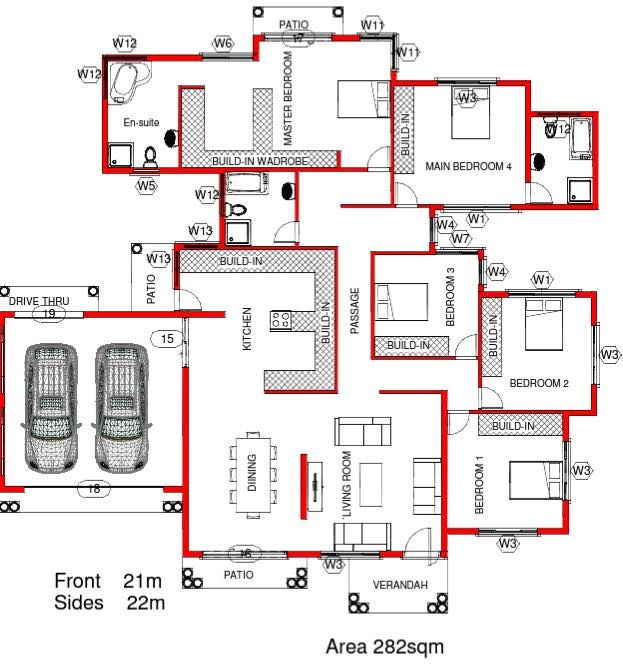 PATIO
17
W11
W11
W12
W6
W12
En-suite
MASTER BEDROOM
BUILD-IN WADROBE
BUILD-IN
W3
MAIN BEDROOM 4
W12
W5
W12
W1
W4
W7
W13
W13
BUILD-IN
PATIO
KITCHEN
BUILD-IN
PASSAGE
BEDROOM 3
BUILD-IN
W4
W1
DRIVE THRU
19
15
BUILD-IN
BEDROOM 2
W3
BUILD-IN
BEDROOM 1
W3
W3
DIINING
LIVING ROOM
18
16
W3
PATIO
VERANDAH
Front 21m
Sides 22m
Area 282sqm